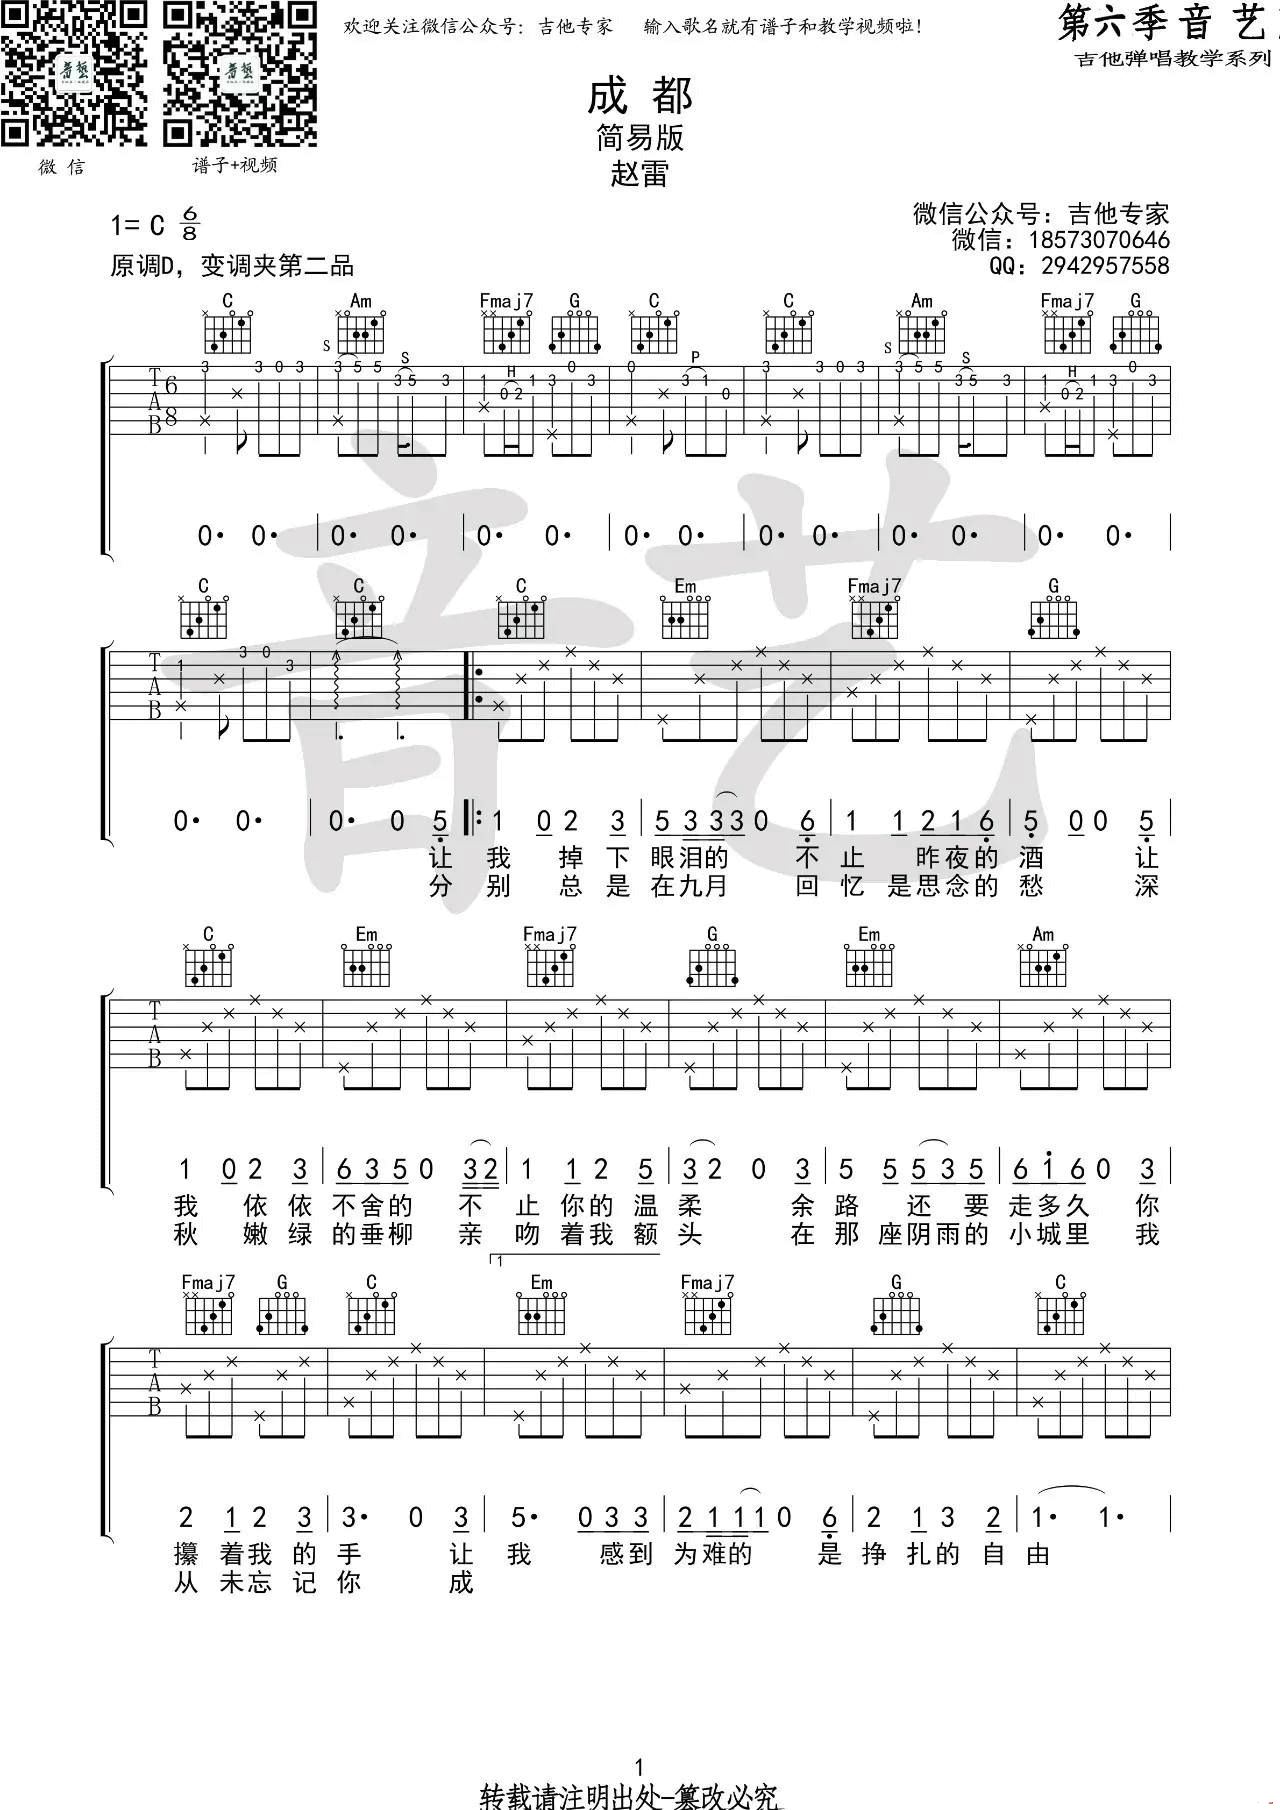 欢迎关注微信公众号：吉他专家 输入歌名就有谱子和教学视频啦！
第六季音艺
吉他弹唱教学系列
微信
谱子+视频
成都
简易版
赵雷
1= C 6/8
原调D，变调夹第二品
微信公众号：吉他专家
微信：18573070646
QQ：2942957558
C Am Fmaj7 G C C Am Fmaj7 G
0· 0· | 0· 0· | 0· 0· | 0· 0· | 0· 0· | 0· 0· | 0· 0· |
C C C Em Fmaj7 G
0· 0· | 0· 0 5 |: 1 0 2 3 | 5 3 3 3 0 6 | 1 1 2 1 6 | 5 0 0 5 |
让 我 掉 下 眼泪的 不 止 昨夜的 酒 让
分 别 总 是 在九月 回 忆 是思念的 愁 深
C Em Fmaj7 G Em Am
1 0 2 3 | 6 3 5 0 3 2 | 1 1 2 5 | 3 2 0 3 | 5 5 5 3 5 | 6 1 6 0 3 |
我 依 依 不舍的 不 止 你的 温 柔 余 路 还 要 走多久 你
秋 嫩 绿 的垂柳 亲 吻 着我 额 头 在 那 座阴雨的 小城里 我
1
Fmaj7 G C Em Fmaj7 G C
2 1 2 3 | 3· 0 3 | 5· 0 3 3 | 2 1 1 1 0 6 | 2 1 3 2 | 1· 1· |
攥 着我 的 手 让 我 感到 为难的 是 挣 扎的 自 由
从 未忘 记 你 成
1
转载请注明出处-篡改必究
音艺